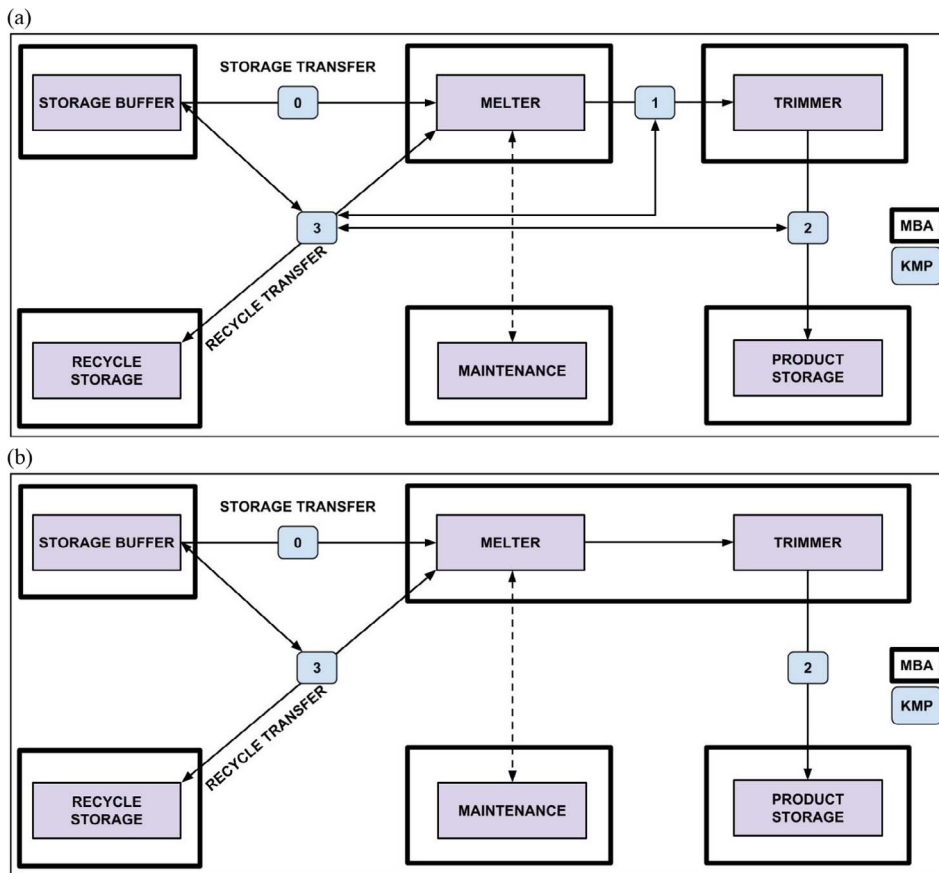 (a)
STORAGE TRANSFER
STORAGE BUFFER
0
MELTER
1
TRIMMER
3
2
MBA
KMP
RECYCLE TRANSFER
RECYCLE
STORAGE
MAINTENANCE
PRODUCT
STORAGE
(b)
STORAGE TRANSFER
STORAGE BUFFER
0
MELTER
TRIMMER
3
2
MBA
KMP
RECYCLE TRANSFER
RECYCLE
STORAGE
MAINTENANCE
PRODUCT
STORAGE